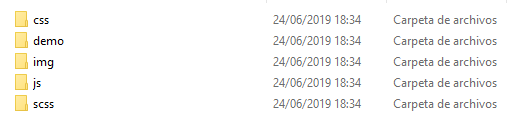 css 24/06/2019 18:34 Carpeta de archivos
demo 24/06/2019 18:34 Carpeta de archivos
img 24/06/2019 18:34 Carpeta de archivos
js 24/06/2019 18:34 Carpeta de archivos
scss 24/06/2019 18:34 Carpeta de archivos